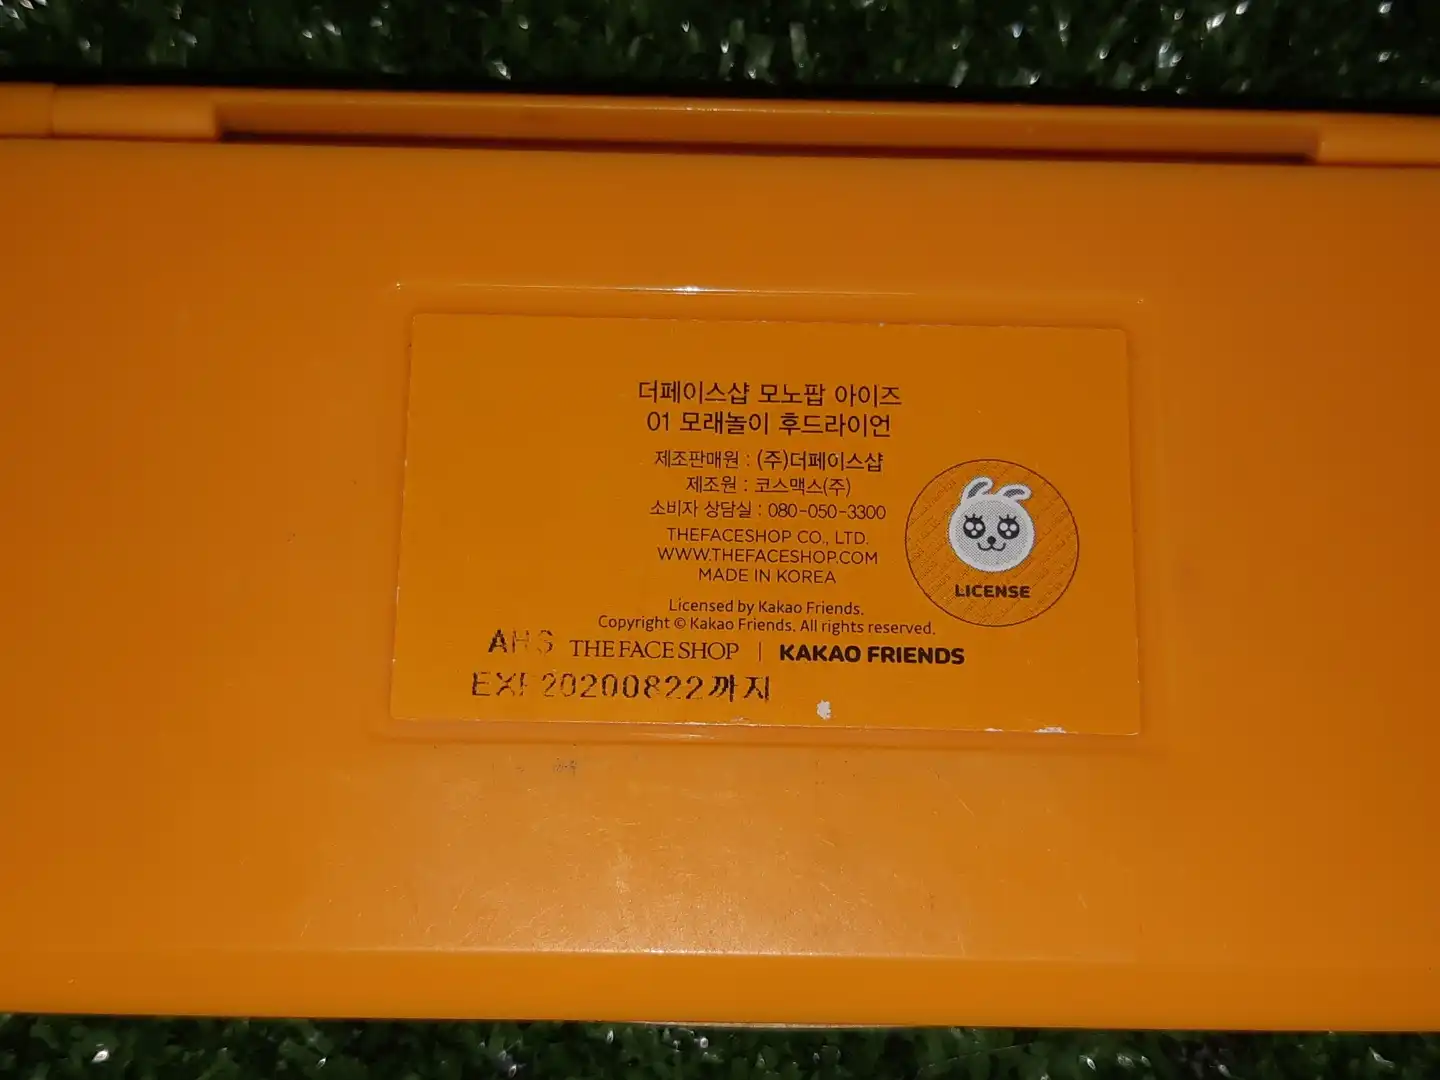 더페이스샵 모노팝 아이즈
01 모래놀이 후드라이언
제조판매원 : (주)더페이스샵
제조원 : 코스맥스(주)
소비자 상담실 : 080-050-3300
THEFACESHOP CO., LTD.
WWW.THEFACESHOP.COM
MADE IN KOREA
LICENSE
Licensed by Kakao Friends.
Copyright © Kakao Friends. All rights reserved.
THE FACE SHOP | KAKAO FRIENDS
EXP 20200822까지